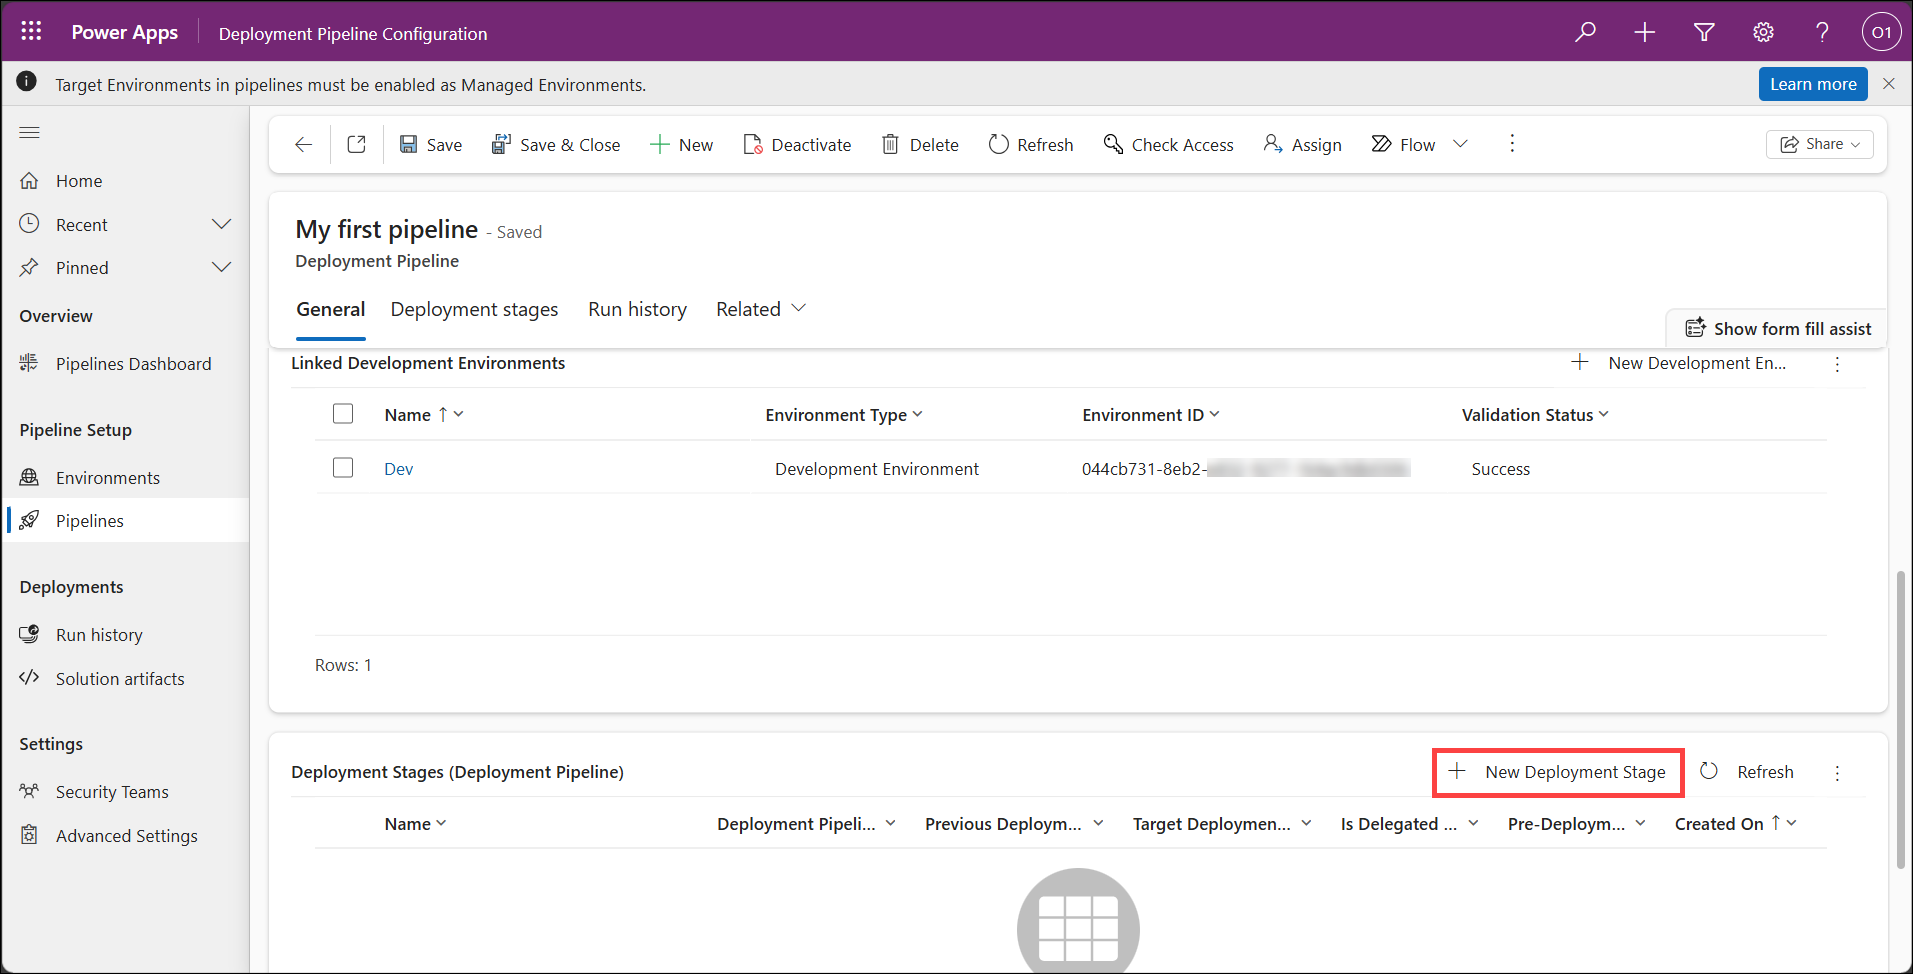 Power Apps
Deployment Pipeline Configuration
O1
Target Environments in pipelines must be enabled as Managed Environments.
Learn more
Home
Recent
Pinned
Overview
Pipelines Dashboard
Pipeline Setup
Environments
Pipelines
Deployments
Run history
Solution artifacts
Settings
Security Teams
Advanced Settings
Save
Save & Close
New
Deactivate
Delete
Refresh
Check Access
Assign
Flow
Share
My first pipeline - Saved
Deployment Pipeline
General
Deployment stages
Run history
Related
Show form fill assist
Linked Development Environments
New Development En...
Name
Environment Type
Environment ID
Validation Status
Dev
Development Environment
044cb731-8eb2-
Success
Rows: 1
Deployment Stages (Deployment Pipeline)
New Deployment Stage
Refresh
Name
Deployment Pipeli...
Previous Deploym...
Target Deploymen...
Is Delegated ...
Pre-Deploym...
Created On